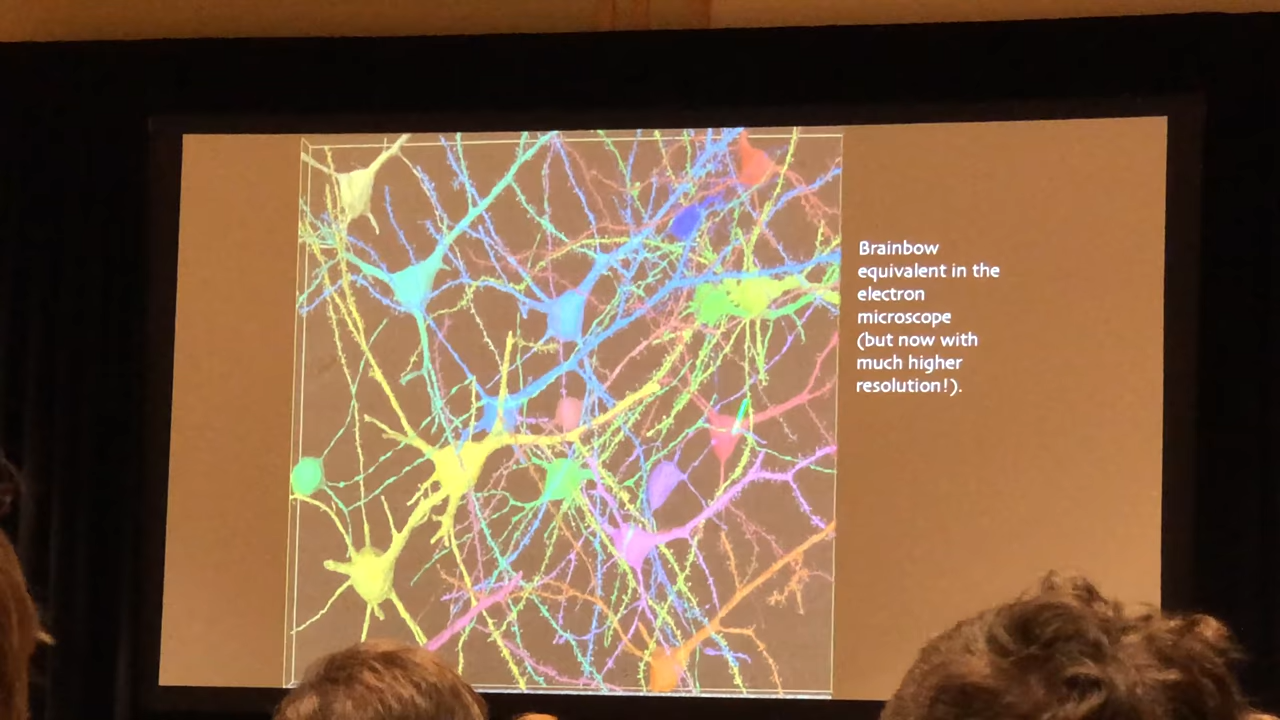 Brainbow
equivalent in the
electron
microscope
(but now with
much higher
resolution!).